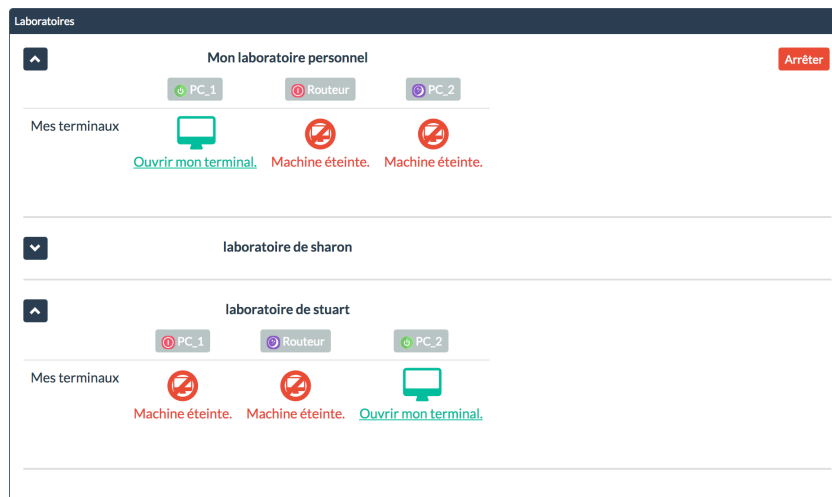 Laboratoires
Mon laboratoire personnel
Arrêter
PC_1 Routeur PC_2
Mes terminaux
Ouvrir mon terminal. Machine éteinte. Machine éteinte.
laboratoire de sharon
laboratoire de stuart
PC_1 Routeur PC_2
Mes terminaux
Machine éteinte. Machine éteinte. Ouvrir mon terminal.